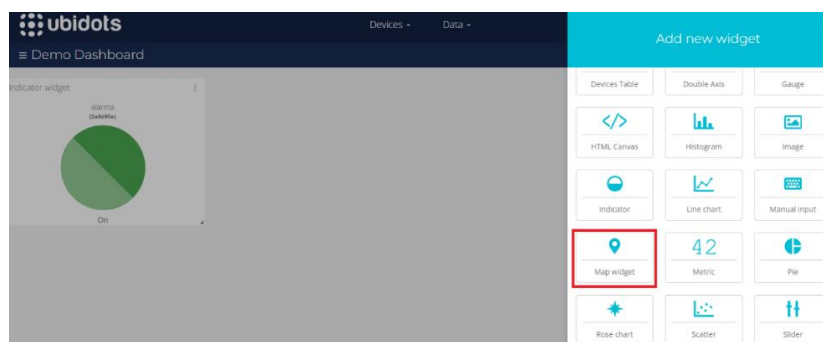 ubidots
Devices
Data
Add new widget
≡ Demo Dashboard
Indicator widget
alarma
On
Devices Table
Double Axis
Gauge
</>
HTML Canvas
Histogram
Image
Indicator
Line chart
Manual input
42
Map widget
Metric
Pie
Rose chart
Scatter
Slider